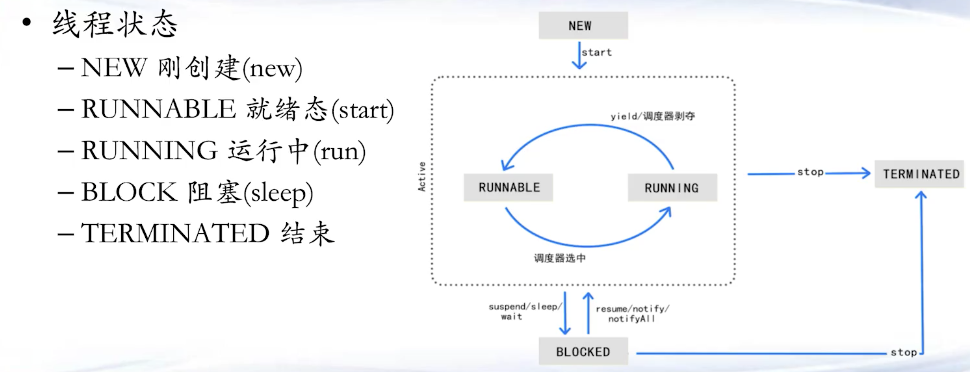 • 线程状态
– NEW 刚创建(new)
– RUNNABLE 就绪态(start)
– RUNNING 运行中(run)
– BLOCK 阻塞(sleep)
– TERMINATED 结束
NEW
start
yield/调度器剥夺
Active
RUNNABLE
RUNNING
调度器选中
stop
TERMINATED
suspend/sleep/
wait
resume/notify/
notifyAll
BLOCKED
stop